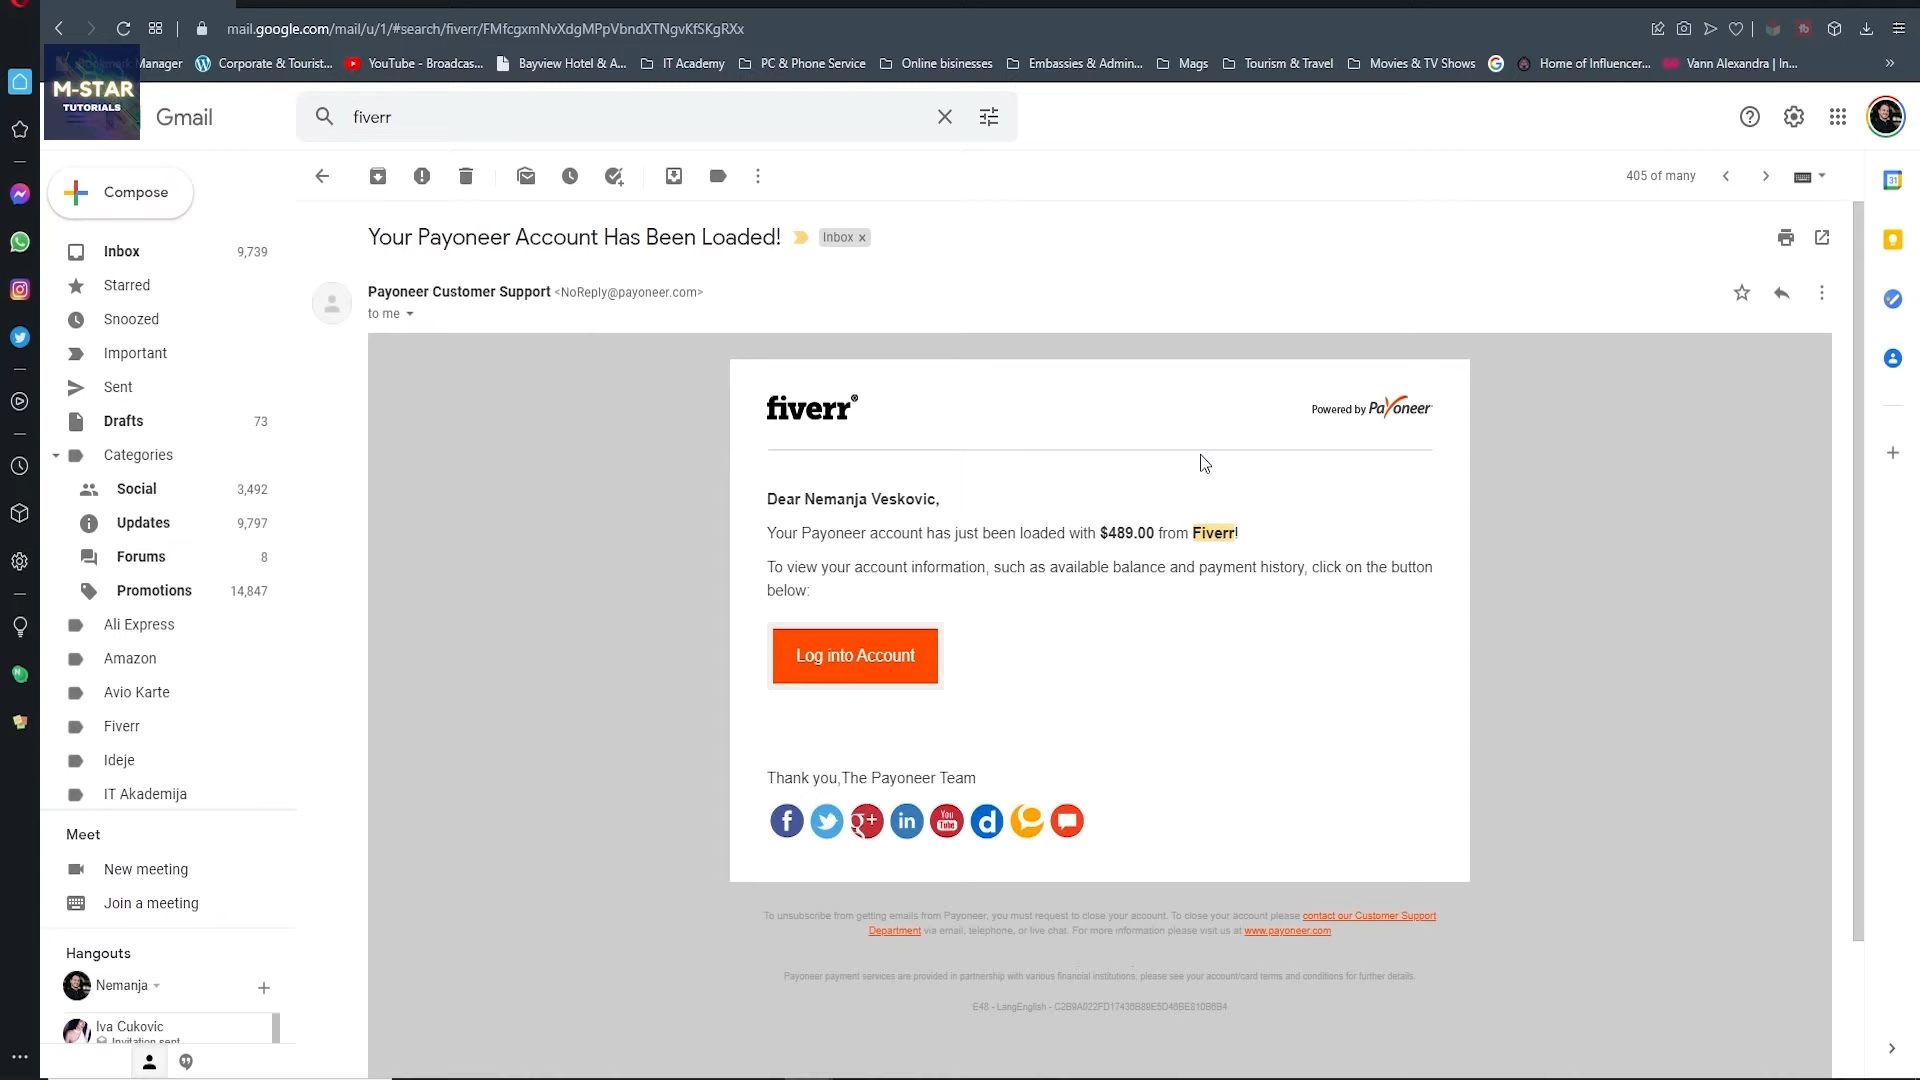 mail.google.com/mail/u/1/#search/fiverr/FMfcgxmNvXdgMPpVbndXTNgvKfSKgRXx
Manager
Corporate & Tourist...
YouTube - Broadcas...
Bayview Hotel & A...
IT Academy
PC & Phone Service
Online bisinesses
Embassies & Admin...
Mags
Tourism & Travel
Movies & TV Shows
Home of Influencer...
Vann Alexandra | In...
M-STAR
TUTORIALS
Gmail
fiverr
Compose
405 of many
Inbox 9,739
Starred
Snoozed
Important
Sent
Drafts 73
Categories
Social 3,492
Updates 9,797
Forums 8
Promotions 14,847
Ali Express
Amazon
Avio Karte
Fiverr
Ideje
IT Akademija
Meet
New meeting
Join a meeting
Hangouts
Nemanja
Iva Cukovic
Invitation sent
Your Payoneer Account Has Been Loaded! Inbox x
Payoneer Customer Support <NoReply@payoneer.com>
to me
fiverr®
Powered by Payoneer
Dear Nemanja Veskovic,
Your Payoneer account has just been loaded with $489.00 from Fiverr!
To view your account information, such as available balance and payment history, click on the button
below:
Log into Account
Thank you,The Payoneer Team
f g+ in You Tube d
To unsubscribe from getting emails from Payoneer, you must request to close your account. To close your account please contact our Customer Support
Department via email, telephone, or live chat. For more information please visit us at www.payoneer.com
Payoneer payment services are provided in partnership with various financial institutions, please see your account/card terms and conditions for further details.
E48 - LangEnglish -
31